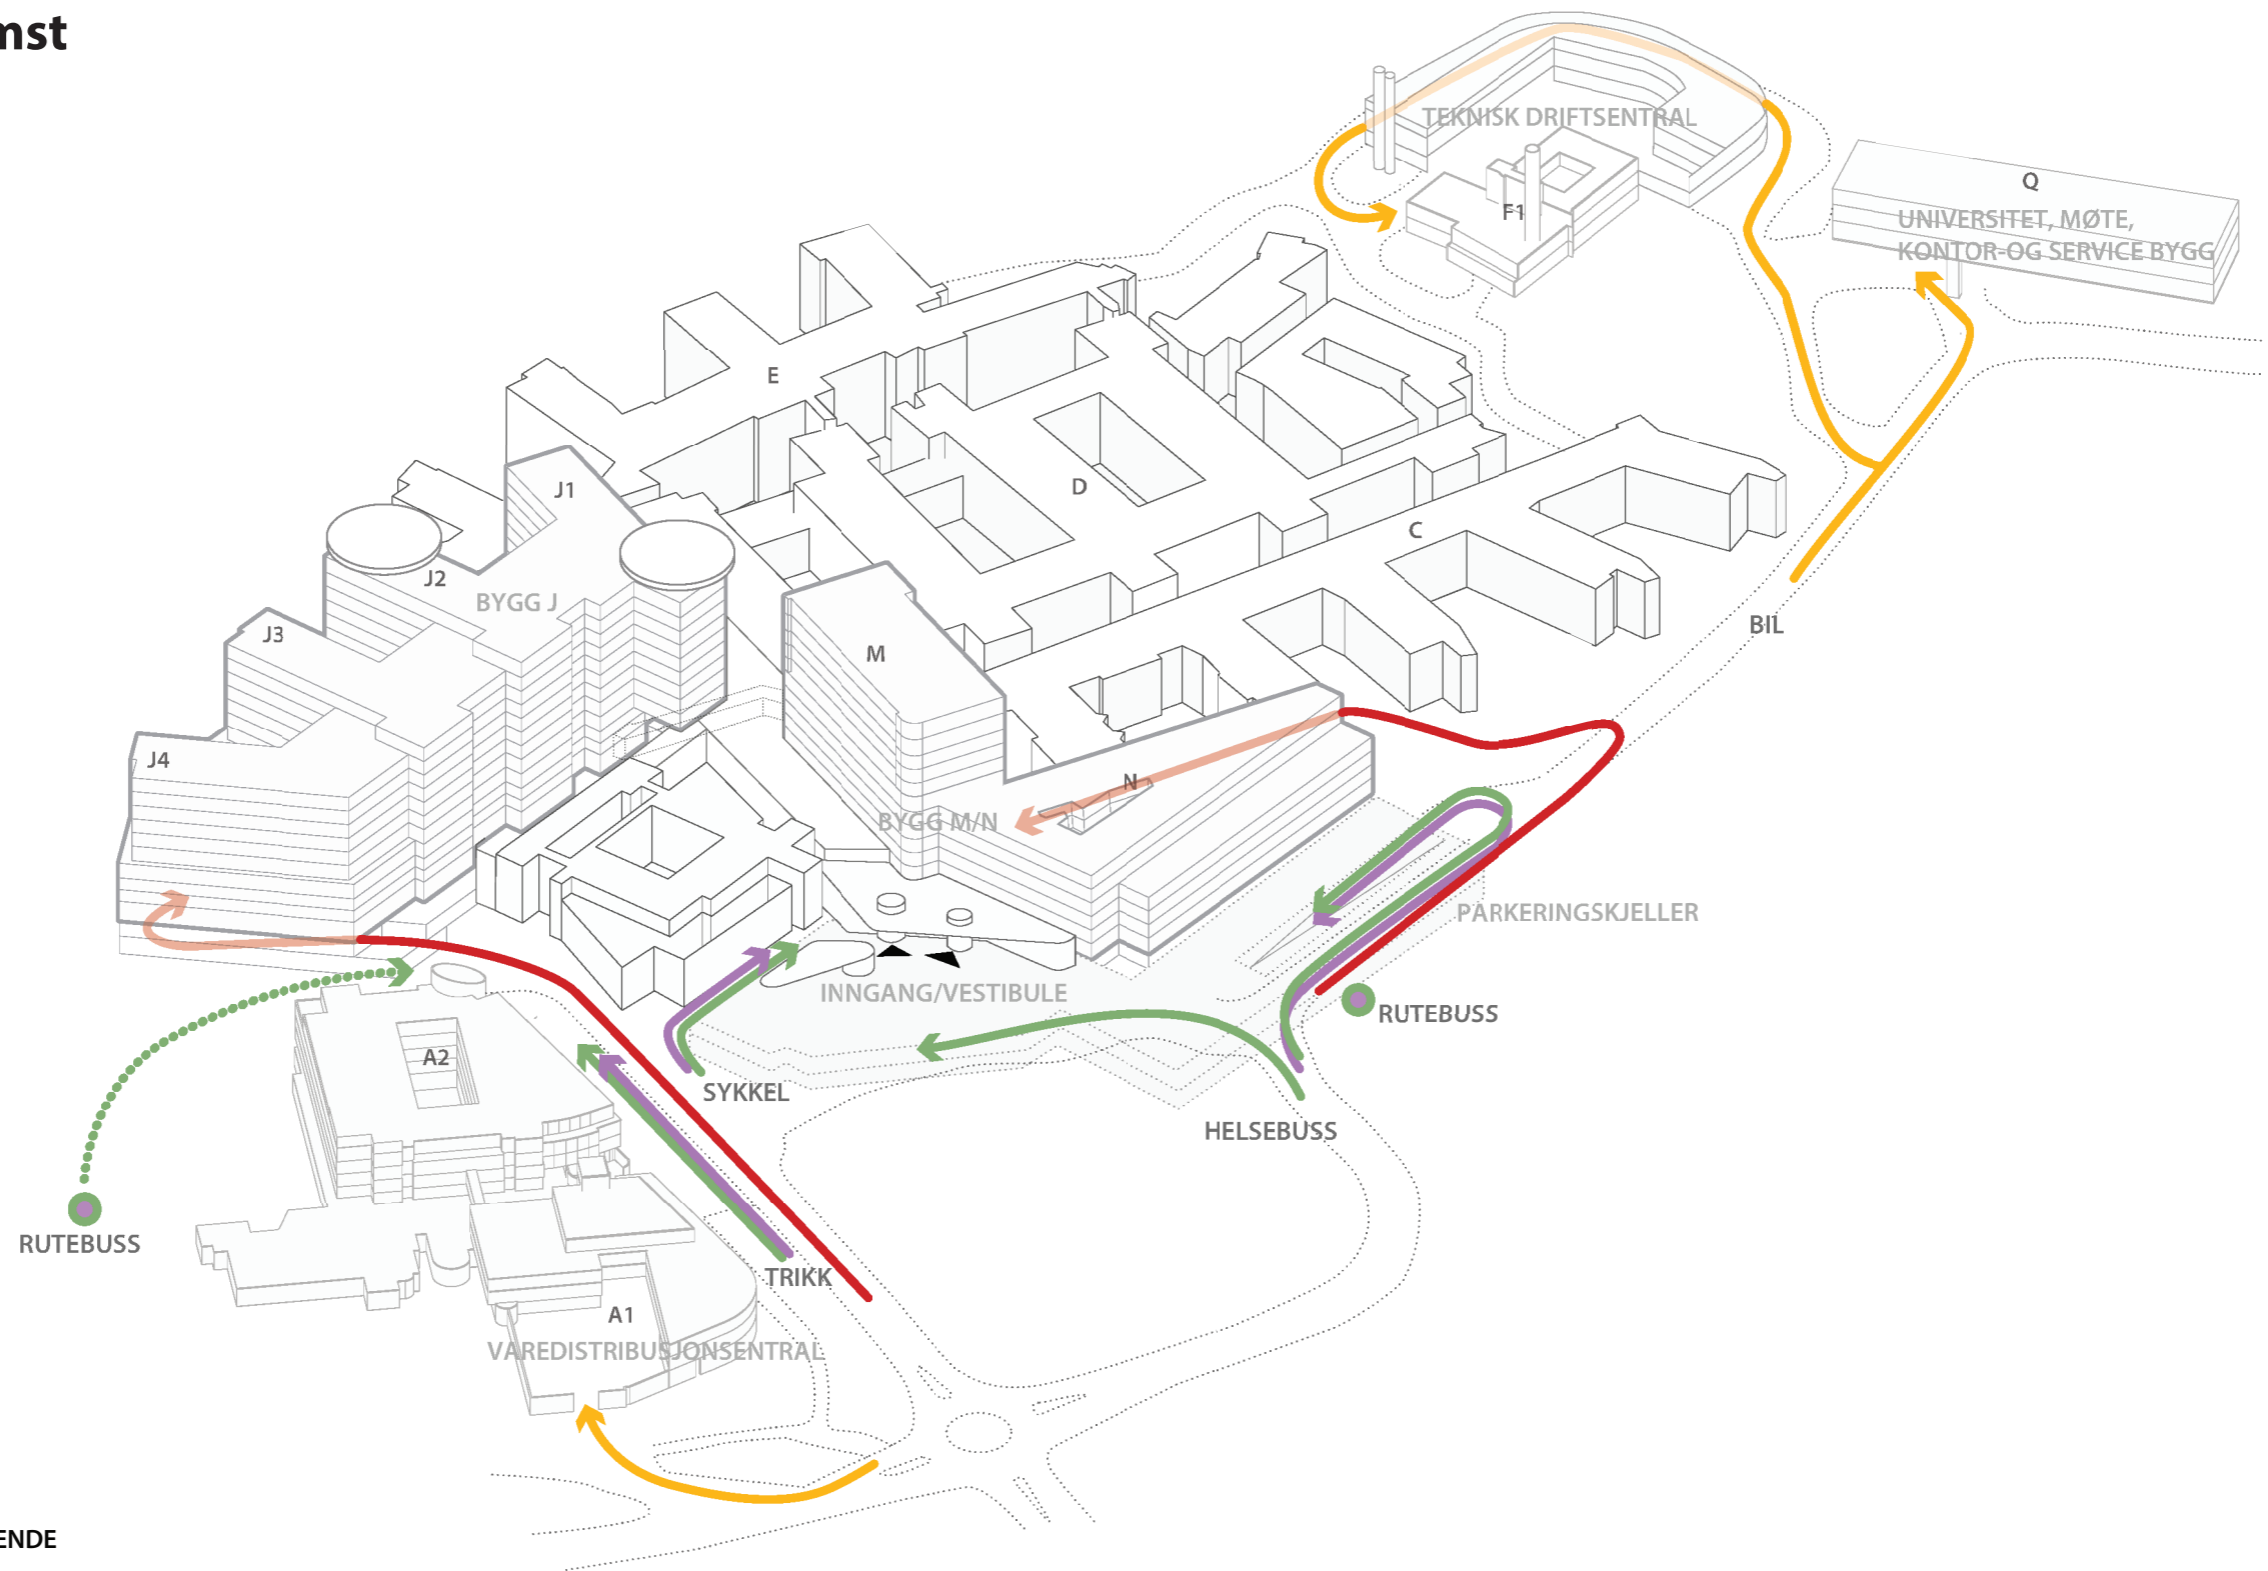 mst
TEKNISK DRIFTSENTRAL
Q
F1
UNIVERSITET, MØTE,
KONTOR-OG SERVICE BYGG
E
J1
D
C
J2
BYGG J
BIL
J3
M
J4
N
BYGG M/N
PARKERINGSKJELLER
INNGANG/VESTIBULE
RUTEBUSS
A2
SYKKEL
HELSEBUSS
RUTEBUSS
TRIKK
A1
VAREDISTRIBUSJONSENTRAL
ENDE